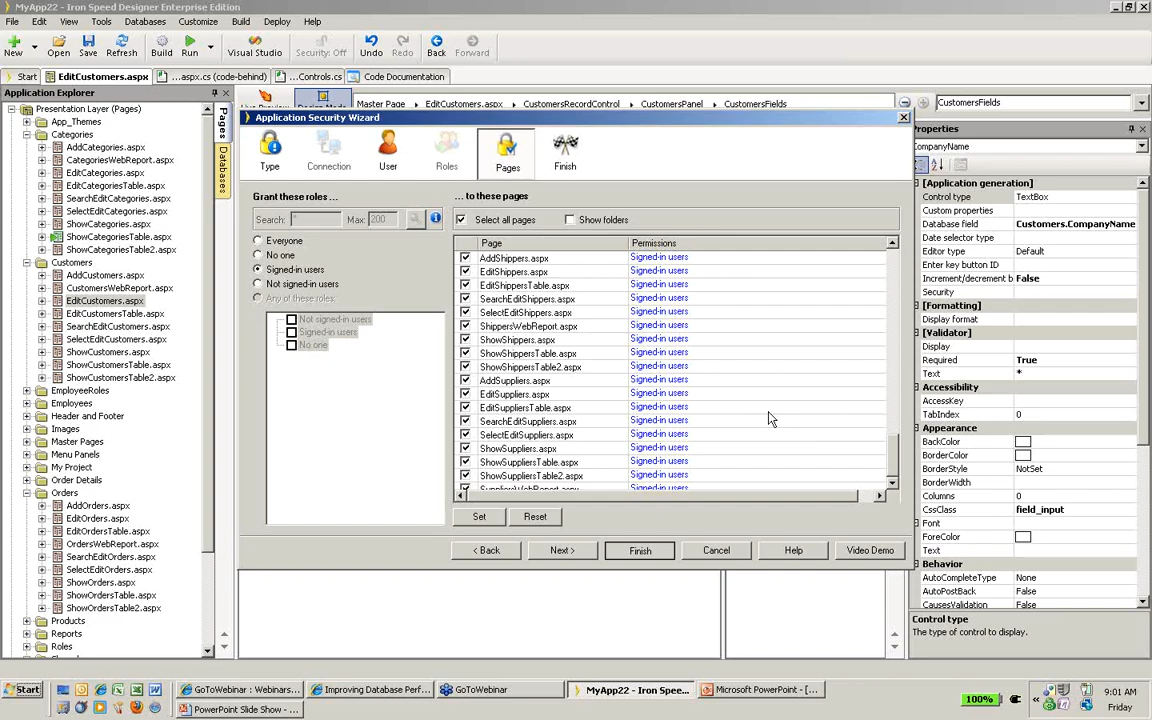 MyApp22 - Iron Speed Designer Enterprise Edition
File Edit View Tools Databases Customize Build Deploy Help
New Open Save Refresh Build Run Visual Studio Security: Off Undo Redo Back Forward
Start EditCustomers.aspx ...aspx.cs (code-behind) ...Controls.cs Code Documentation
Application Explorer
Presentation Layer (Pages)
App_Themes
Categories
AddCategories.aspx
CategoriesWebReport.aspx
EditCategories.aspx
EditCategoriesTable.aspx
SearchEditCategories.aspx
SelectEditCategories.aspx
ShowCategories.aspx
ShowCategoriesTable.aspx
ShowCategoriesTable2.aspx
Customers
AddCustomers.aspx
CustomersWebReport.aspx
EditCustomers.aspx
EditCustomersTable.aspx
SearchEditCustomers.aspx
SelectEditCustomers.aspx
ShowCustomers.aspx
ShowCustomersTable.aspx
ShowCustomersTable2.aspx
EmployeeRoles
Employees
Header and Footer
Images
Master Pages
Menu Panels
My Project
Order Details
Orders
AddOrders.aspx
EditOrders.aspx
EditOrdersTable.aspx
OrdersWebReport.aspx
SearchEditOrders.aspx
SelectEditOrders.aspx
ShowOrders.aspx
ShowOrdersTable.aspx
ShowOrdersTable2.aspx
Products
Reports
Roles
Pages
Databases
Master Page EditCustomers.aspx CustomersRecordControl CustomersPanel CustomersFields
Application Security Wizard
Type Connection User Roles Pages Finish
Grant these roles ...
Search: * Max: 200
Everyone
No one
Signed-in users
Not signed-in users
Any of these roles:
Not signed-in users
Signed-in users
No one
... to these pages
Select all pages Show folders
Page Permissions
AddShippers.aspx Signed-in users
EditShippers.aspx Signed-in users
EditShippersTable.aspx Signed-in users
SearchEditShippers.aspx Signed-in users
SelectEditShippers.aspx Signed-in users
ShippersWebReport.aspx Signed-in users
ShowShippers.aspx Signed-in users
ShowShippersTable.aspx Signed-in users
ShowShippersTable2.aspx Signed-in users
AddSuppliers.aspx Signed-in users
EditSuppliers.aspx Signed-in users
EditSuppliersTable.aspx Signed-in users
SearchEditSuppliers.aspx Signed-in users
SelectEditSuppliers.aspx Signed-in users
ShowSuppliers.aspx Signed-in users
ShowSuppliersTable.aspx Signed-in users
ShowSuppliersTable2.aspx Signed-in users
SuppliersWebReport.aspx Signed-in users
Set Reset
< Back Next > Finish Cancel Help Video Demo
CustomersFields
Properties
CompanyName
[Application generation]
Control type TextBox
Custom properties
Database field Customers.CompanyName
Date selector type
Editor type Default
Enter key button ID
Increment/decrement b False
Security
[Formatting]
Display format
[Validator]
Display
Required True
Text *
Accessibility
AccessKey
TabIndex 0
Appearance
BackColor
BorderColor
BorderStyle NotSet
BorderWidth
Columns 0
CssClass field_input
Font
ForeColor
Text
Behavior
AutoCompleteType None
AutoPostBack False
CausesValidation False
Control type
The type of control to display.
Start GoToWebinar : Webinars... Improving Database Perf... GoToWebinar MyApp22 - Iron Spee... Microsoft PowerPoint - [...
PowerPoint Slide Show - ...
100%
9:01 AM
Friday